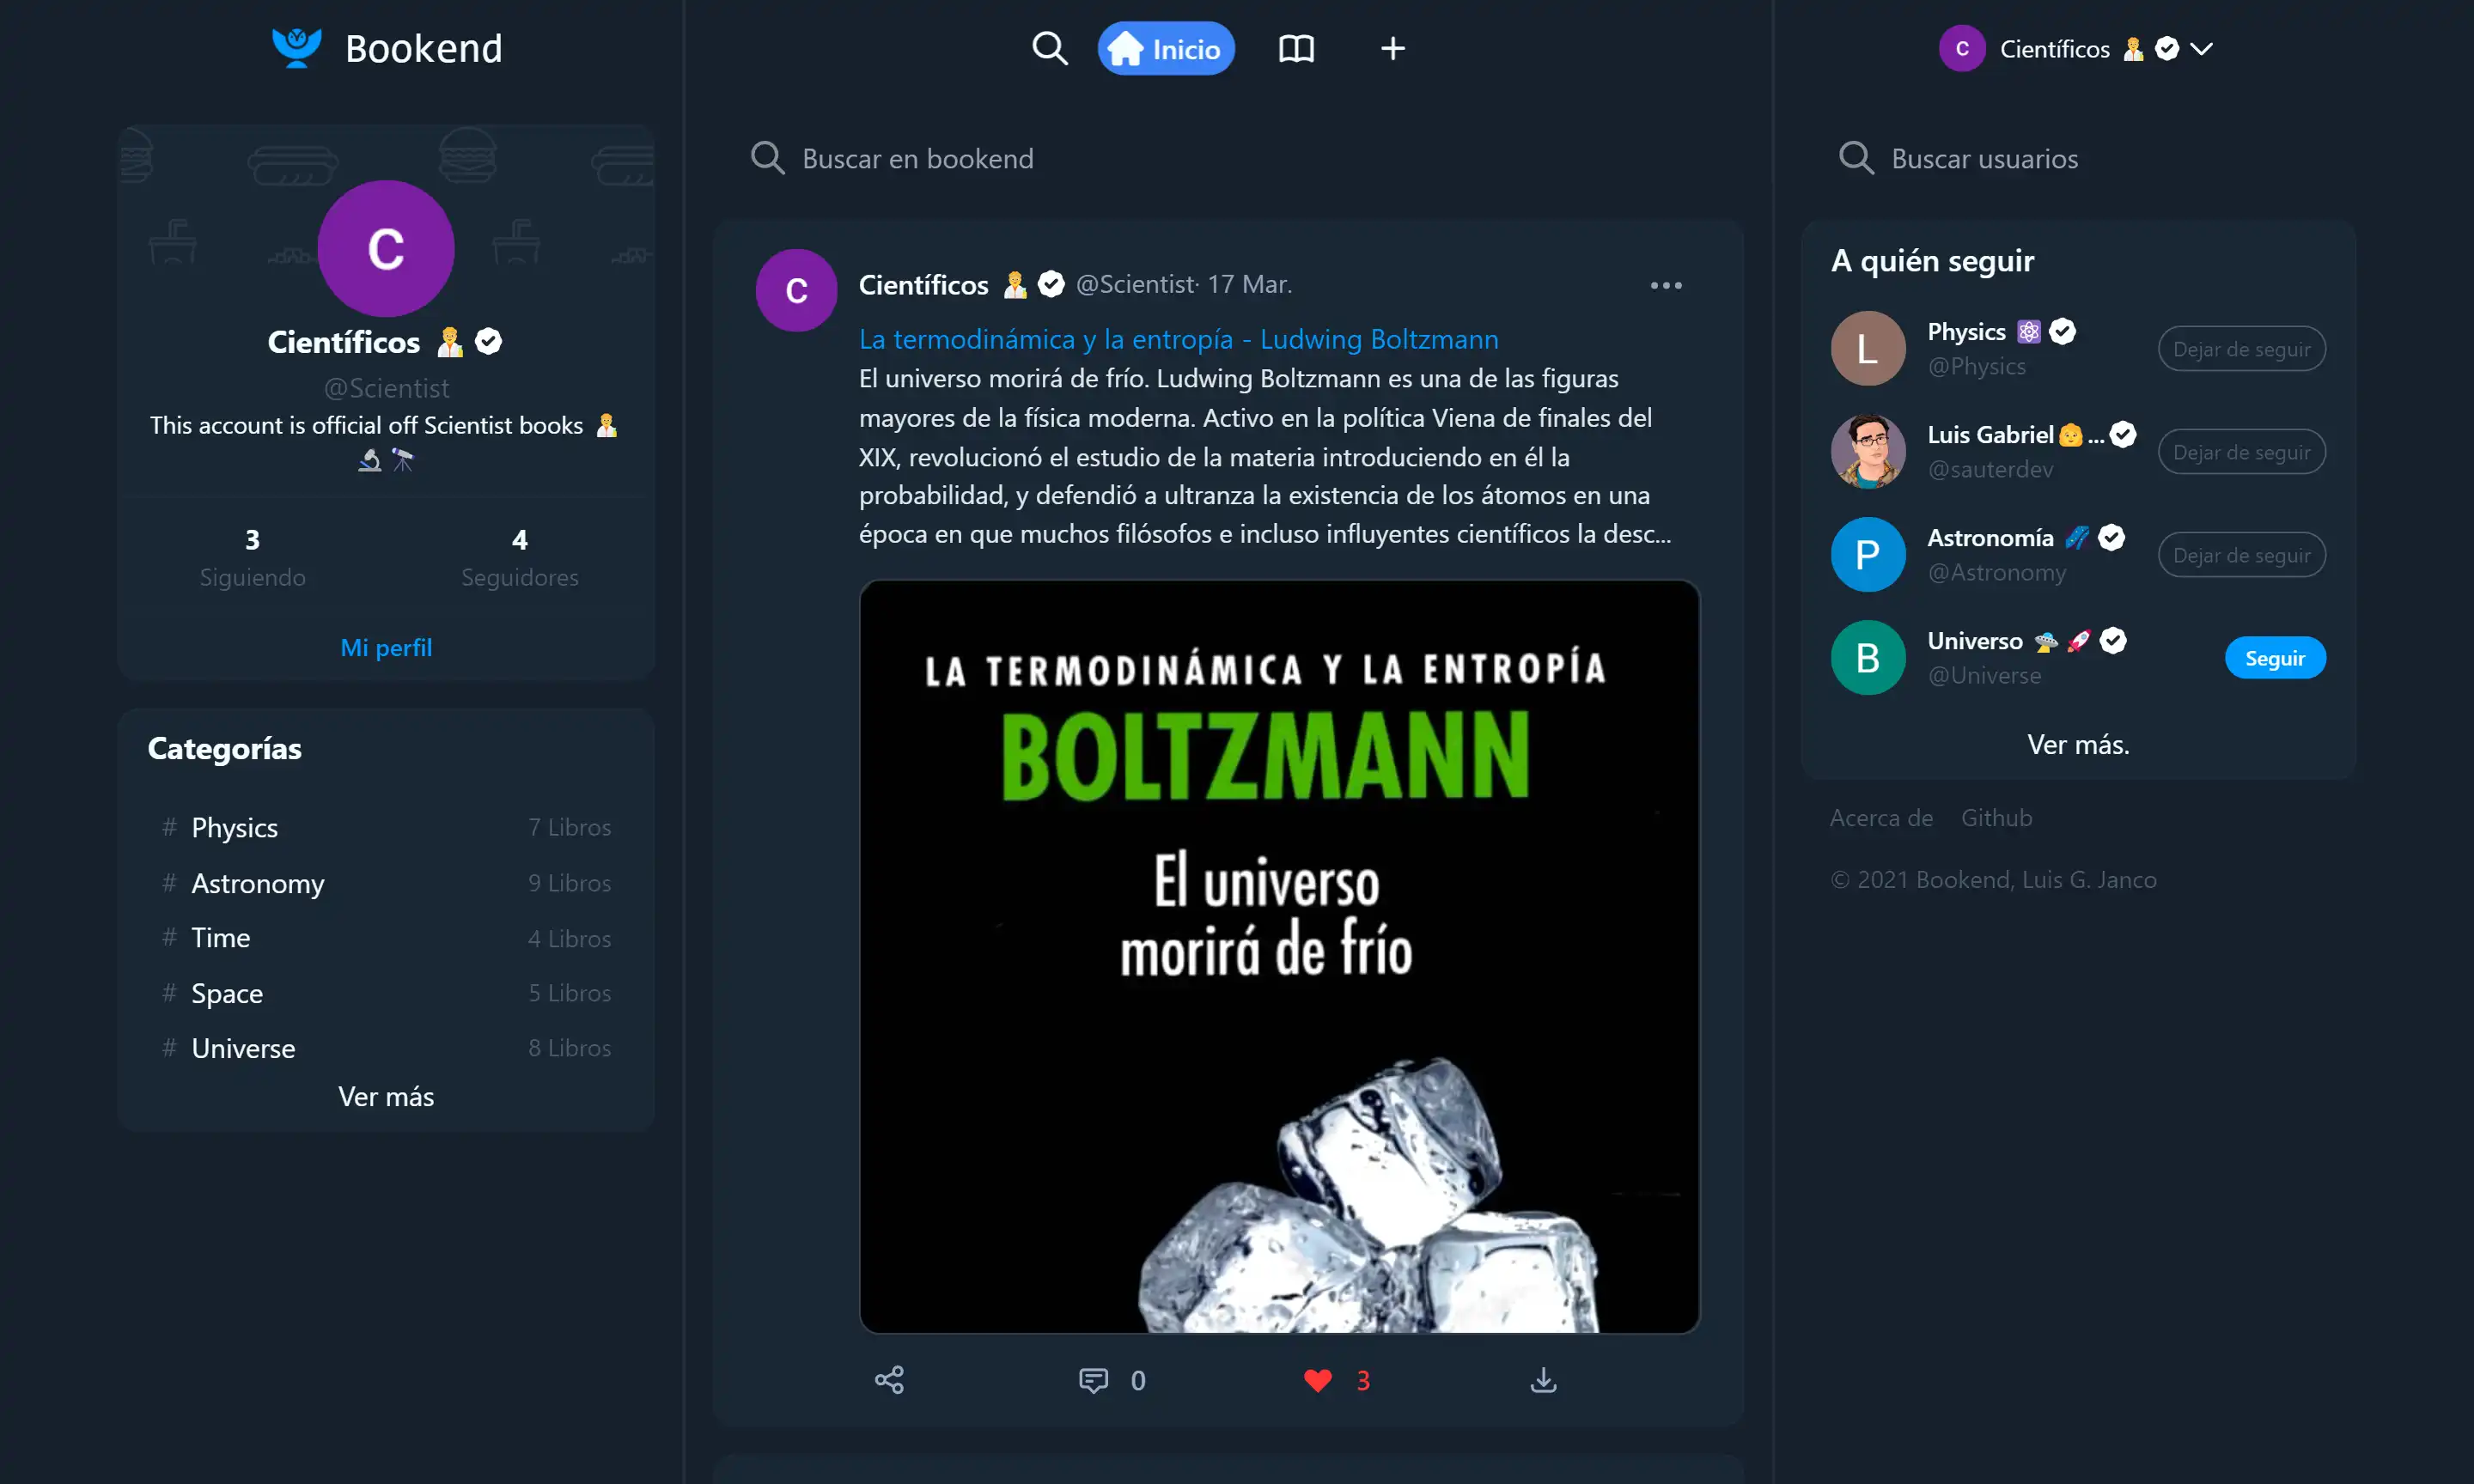 Bookend
Inicio
Científicos
C
Científicos
@Scientist
This account is official off Scientist books
3
4
Siguiendo
Seguidores
Mi perfil
Categorías
# Physics 7 Libros
# Astronomy 9 Libros
# Time 4 Libros
# Space 5 Libros
# Universe 8 Libros
Ver más
Buscar en bookend
C
Científicos @Scientist· 17 Mar.
La termodinámica y la entropía - Ludwing Boltzmann
El universo morirá de frío. Ludwing Boltzmann es una de las figuras
mayores de la física moderna. Activo en la política Viena de finales del
XIX, revolucionó el estudio de la materia introduciendo en él la
probabilidad, y defendió a ultranza la existencia de los átomos en una
época en que muchos filósofos e incluso influyentes científicos la desc...
LA TERMODINÁMICA Y LA ENTROPÍA
BOLTZMANN
El universo
morirá de frío
0
3
C
Buscar usuarios
A quién seguir
L
Physics
@Physics
Dejar de seguir
Luis Gabriel ...
@sauterdev
Dejar de seguir
P
Astronomía
@Astronomy
Dejar de seguir
B
Universo
@Universe
Seguir
Ver más.
Acerca de Github
© 2021 Bookend, Luis G. Janco